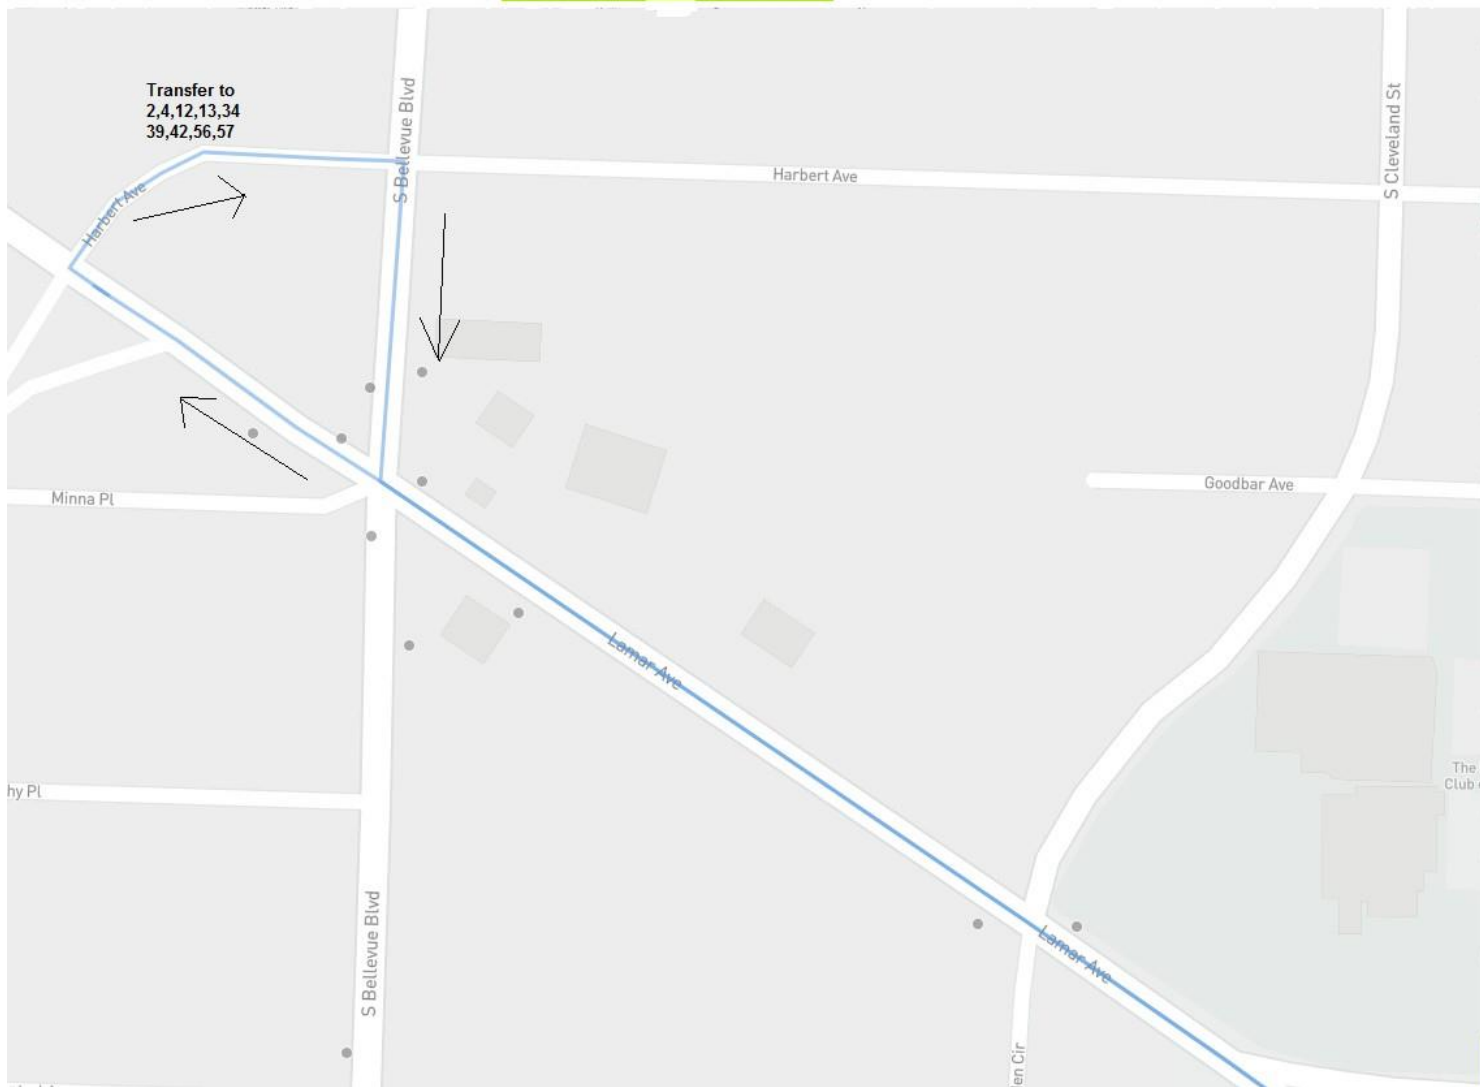 Transfer to
2,4,12,13,34
39,42,56,57
S Bellevue Blvd
S Cleveland St
Harbert Ave
Harbert Ave
Goodbar Ave
Minna Pl
Lamar Ave
The
Club
hy Pl
S Bellevue Blvd
Lamar Ave
en Cir